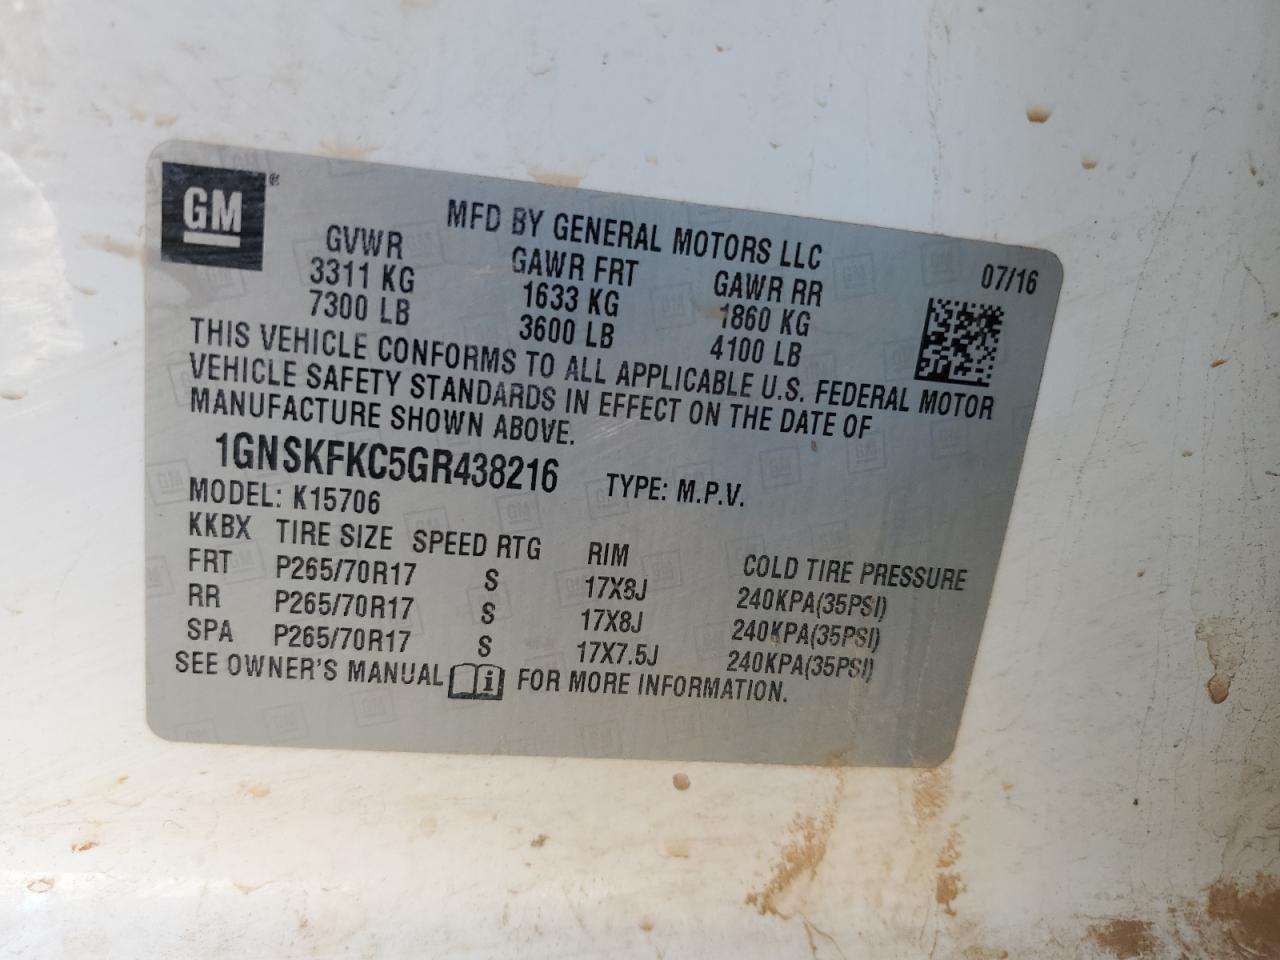 GM®
MFD BY GENERAL MOTORS LLC
07/16
GVWR GAWR FRT GAWR RR
3311 KG 1633 KG 1860 KG
7300 LB 3600 LB 4100 LB
THIS VEHICLE CONFORMS TO ALL APPLICABLE U.S. FEDERAL MOTOR
VEHICLE SAFETY STANDARDS IN EFFECT ON THE DATE OF
MANUFACTURE SHOWN ABOVE.
1GNSKFKC5GR438216 TYPE: M.P.V.
MODEL: K15706
KKBX TIRE SIZE SPEED RTG RIM COLD TIRE PRESSURE
FRT P265/70R17 S 17X8J 240KPA(35PSI)
RR P265/70R17 S 17X8J 240KPA(35PSI)
SPA P265/70R17 S 17X7.5J 240KPA(35PSI)
SEE OWNER'S MANUAL i FOR MORE INFORMATION.